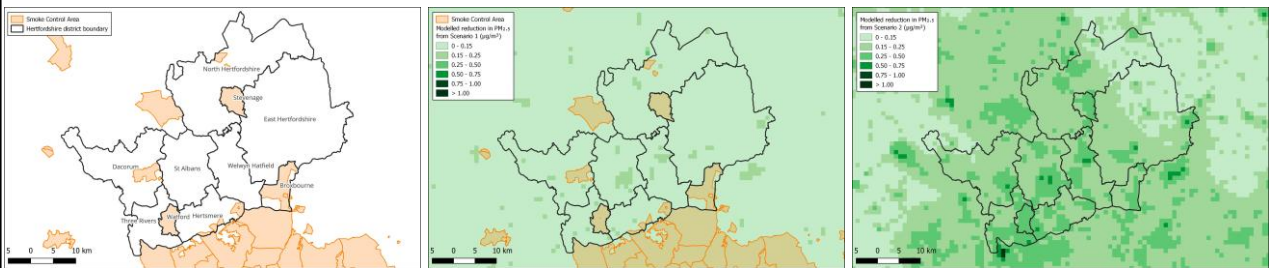 Smoke Control Area
Hertfordshire district boundary
North Hertfordshire
Stevenage
East Hertfordshire
Dacorum
St Albans
Welwyn Hatfield
Broxbourne
Three Rivers
Watford
Hertsmere
5 0 5 10 km
Smoke Control Area
Modelled reduction in PM₂.₅
from Scenario 1 (µg/m³)
0 - 0.15
0.15 - 0.25
0.25 - 0.50
0.50 - 0.75
0.75 - 1.00
> 1.00
5 0 5 10 km
Modelled reduction in PM₂.₅
from Scenario 2 (µg/m³)
0 - 0.15
0.15 - 0.25
0.25 - 0.50
0.50 - 0.75
0.75 - 1.00
> 1.00
5 0 5 10 km